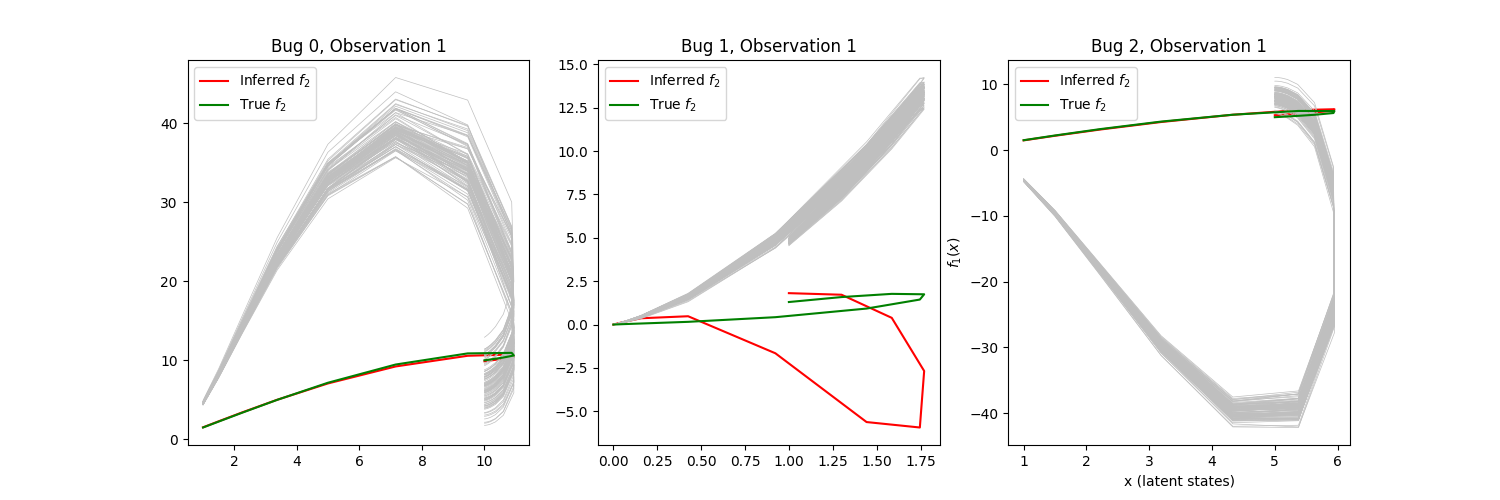 Bug 0, Observation 1
Inferred f₂
True f₂
40
30
20
10
0
2 4 6 8 10
Bug 1, Observation 1
Inferred f₂
True f₂
15.0
12.5
10.0
7.5
5.0
2.5
0.0
−2.5
−5.0
0.00 0.25 0.50 0.75 1.00 1.25 1.50 1.75
Bug 2, Observation 1
Inferred f₂
True f₂
f₁(x)
10
0
−10
−20
−30
−40
1 2 3 4 5 6
x (latent states)